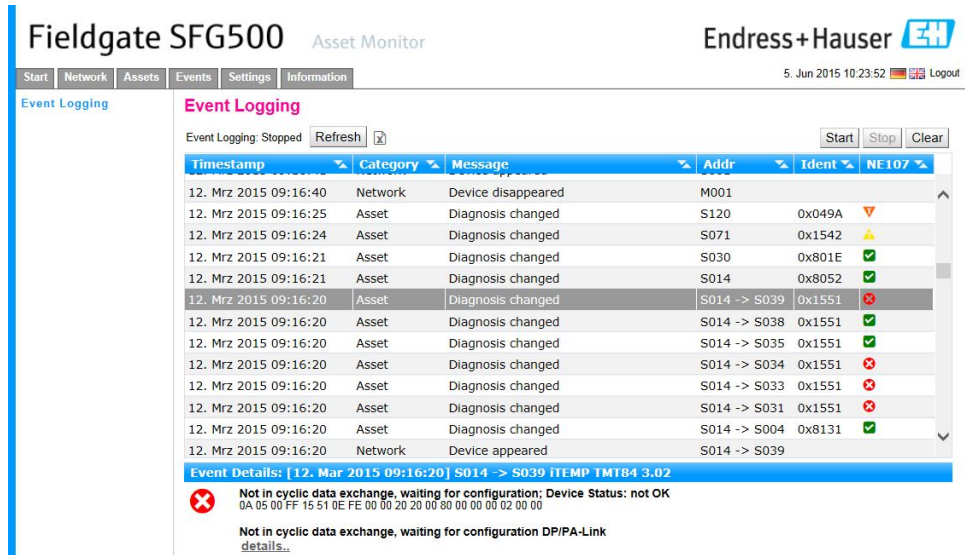 Fieldgate SFG500 Asset Monitor
Endress+Hauser EH
Start Network Assets Events Settings Information
5. Jun 2015 10:23:52 Logout
Event Logging
Event Logging
Event Logging: Stopped Refresh Start Stop Clear
Timestamp Category Message Addr Ident NE107
12. Mrz 2015 09:16:40 Network Device disappeared M001
12. Mrz 2015 09:16:25 Asset Diagnosis changed S120 0x049A
12. Mrz 2015 09:16:24 Asset Diagnosis changed S071 0x1542
12. Mrz 2015 09:16:21 Asset Diagnosis changed S030 0x801E
12. Mrz 2015 09:16:21 Asset Diagnosis changed S014 0x8052
12. Mrz 2015 09:16:20 Asset Diagnosis changed S014 -> S039 0x1551
12. Mrz 2015 09:16:20 Asset Diagnosis changed S014 -> S038 0x1551
12. Mrz 2015 09:16:20 Asset Diagnosis changed S014 -> S035 0x1551
12. Mrz 2015 09:16:20 Asset Diagnosis changed S014 -> S034 0x1551
12. Mrz 2015 09:16:20 Asset Diagnosis changed S014 -> S033 0x1551
12. Mrz 2015 09:16:20 Asset Diagnosis changed S014 -> S031 0x1551
12. Mrz 2015 09:16:20 Asset Diagnosis changed S014 -> S004 0x8131
12. Mrz 2015 09:16:20 Network Device appeared S014 -> S039
Event Details: [12. Mar 2015 09:16:20] S014 -> S039 iTEMP TMT84 3.02
Not in cyclic data exchange, waiting for configuration; Device Status: not OK
0A 05 00 FF 15 51 0E FE 00 00 20 20 00 80 00 00 00 02 00 00
Not in cyclic data exchange, waiting for configuration DP/PA-Link
details..